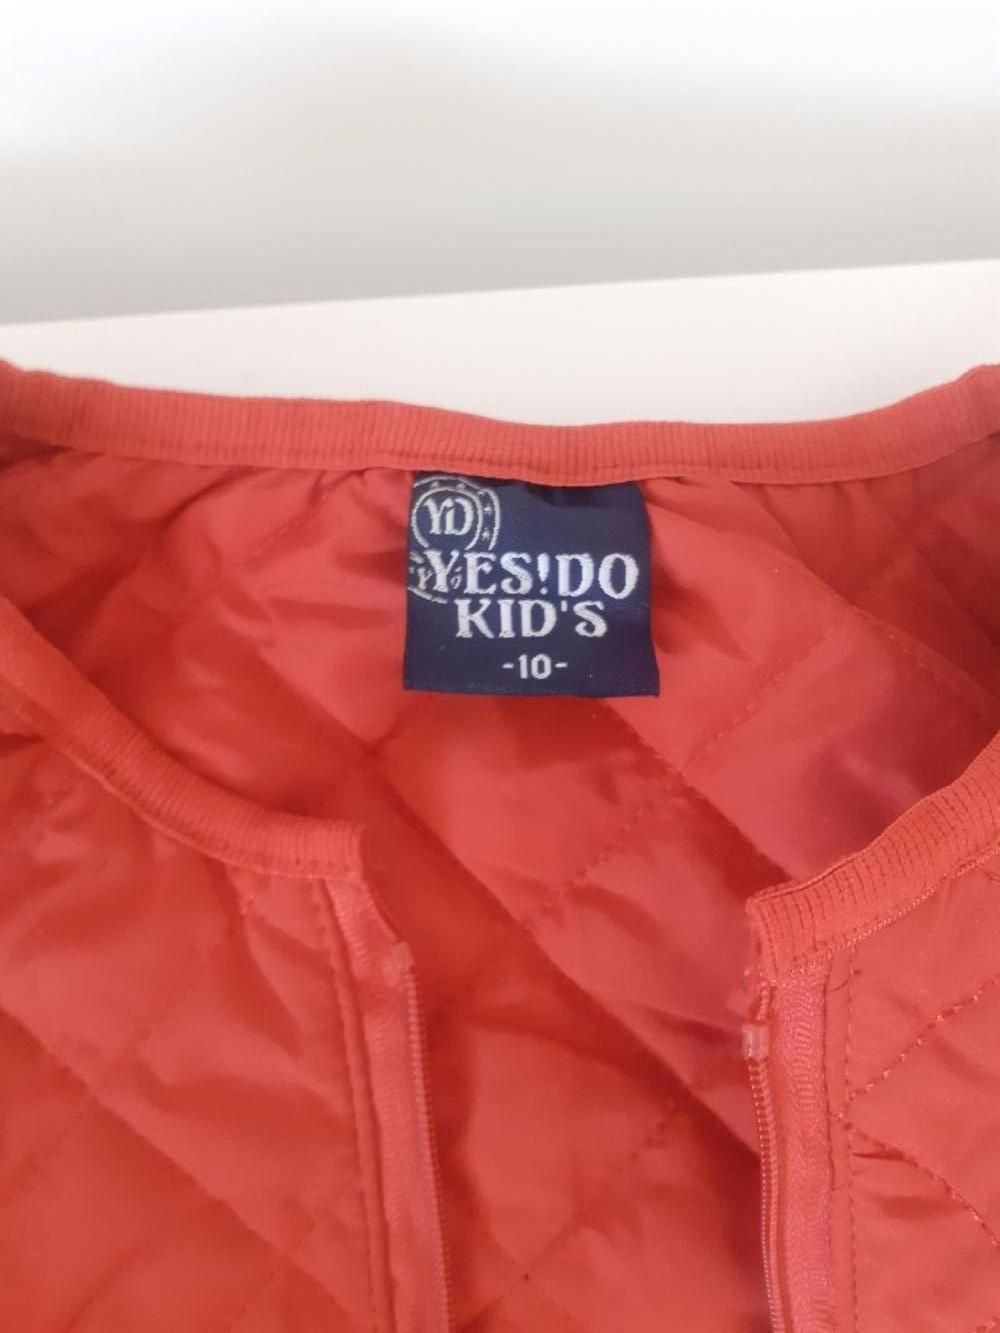 YD
YES!DO
KID'S
-10-